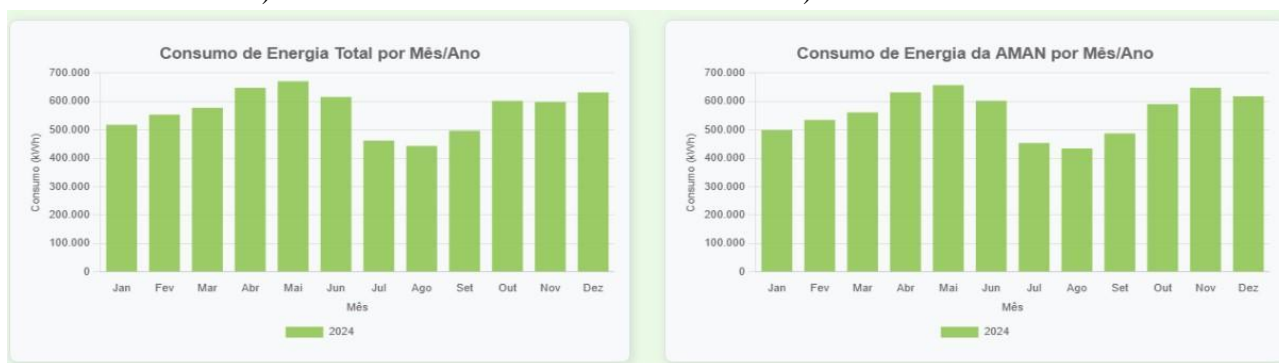 Consumo de Energia Total por Mês/Ano
700.000
600.000
500.000
400.000
300.000
200.000
100.000
0
Consumo (kWh)
Jan Fev Mar Abr Mai Jun Jul Ago Set Out Nov Dez
Mês
2024
Consumo de Energia da AMAN por Mês/Ano
700.000
600.000
500.000
400.000
300.000
200.000
100.000
0
Consumo (kWh)
Jan Fev Mar Abr Mai Jun Jul Ago Set Out Nov Dez
Mês
2024